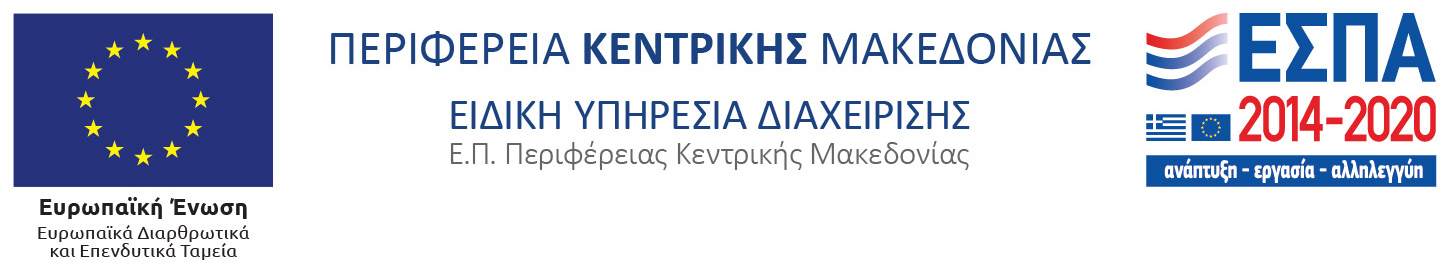 Ευρωπαϊκή Ένωση
Ευρωπαϊκά Διαρθρωτικά
και Επενδυτικά Ταμεία
ΠΕΡΙΦΕΡΕΙΑ ΚΕΝΤΡΙΚΗΣ ΜΑΚΕΔΟΝΙΑΣ
ΕΙΔΙΚΗ ΥΠΗΡΕΣΙΑ ΔΙΑΧΕΙΡΙΣΗΣ
Ε.Π. Περιφέρειας Κεντρικής Μακεδονίας
ΕΣΠΑ
2014-2020
ανάπτυξη - εργασία - αλληλεγγύη